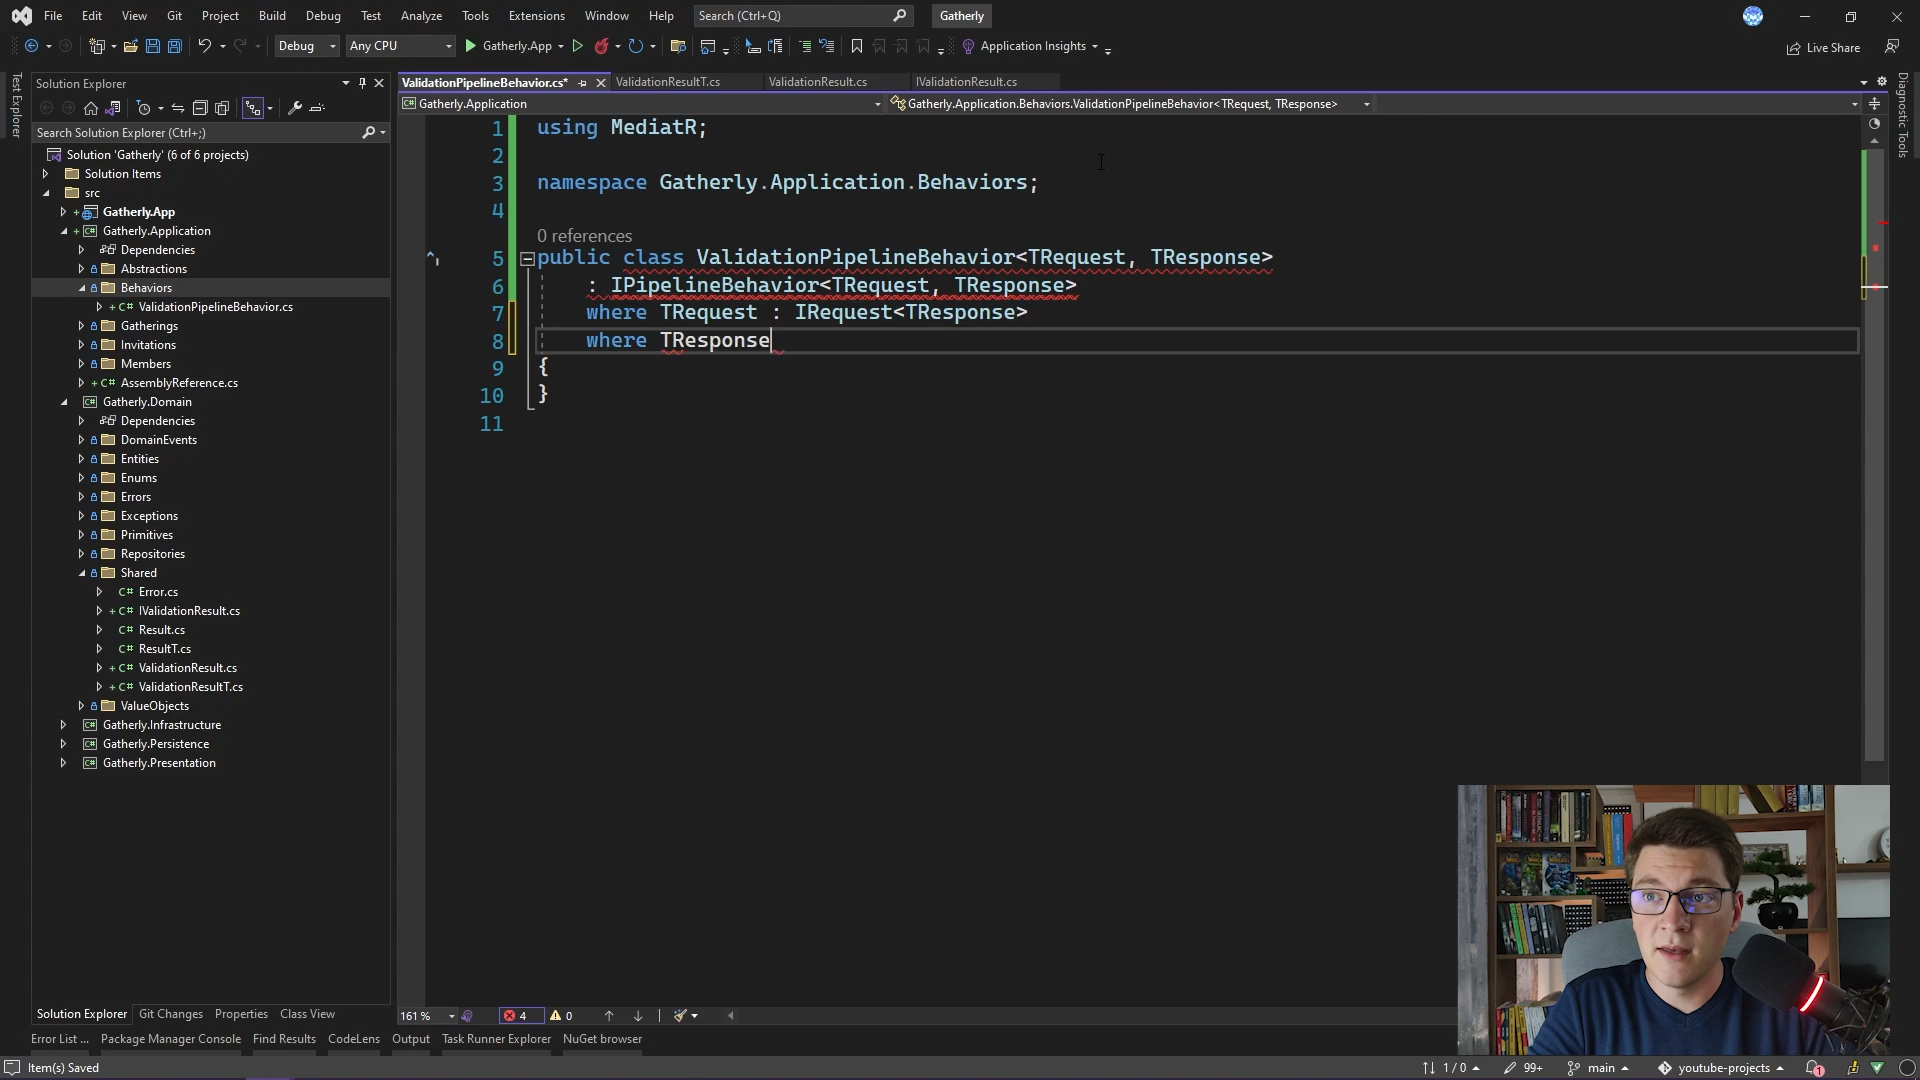 File Edit View Git Project Build Debug Test Analyze Tools Extensions Window Help Search (Ctrl+Q) Gatherly
Debug Any CPU Gatherly.App Application Insights Live Share
Test Explorer
Solution Explorer
Search Solution Explorer (Ctrl+;)
Solution 'Gatherly' (6 of 6 projects)
Solution Items
src
Gatherly.App
Gatherly.Application
Dependencies
Abstractions
Behaviors
ValidationPipelineBehavior.cs
Gatherings
Invitations
Members
AssemblyReference.cs
Gatherly.Domain
Dependencies
DomainEvents
Entities
Enums
Errors
Exceptions
Primitives
Repositories
Shared
C# Error.cs
C# IValidationResult.cs
C# Result.cs
C# ResultT.cs
C# ValidationResult.cs
C# ValidationResultT.cs
ValueObjects
Gatherly.Infrastructure
Gatherly.Persistence
Gatherly.Presentation
Solution Explorer Git Changes Properties Class View
ValidationPipelineBehavior.cs* ValidationResultT.cs ValidationResult.cs IValidationResult.cs
Gatherly.Application Gatherly.Application.Behaviors.ValidationPipelineBehavior<TRequest, TResponse>
1 using MediatR;
2
3 namespace Gatherly.Application.Behaviors;
4
0 references
5 public class ValidationPipelineBehavior<TRequest, TResponse>
6 : IPipelineBehavior<TRequest, TResponse>
7 where TRequest : IRequest<TResponse>
8 where TResponse
9 {
10 }
11
Diagnostic Tools
161 % 4 0
Error List ... Package Manager Console Find Results CodeLens Output Task Runner Explorer NuGet browser
Item(s) Saved 1 / 0 99+ main youtube-projects 1